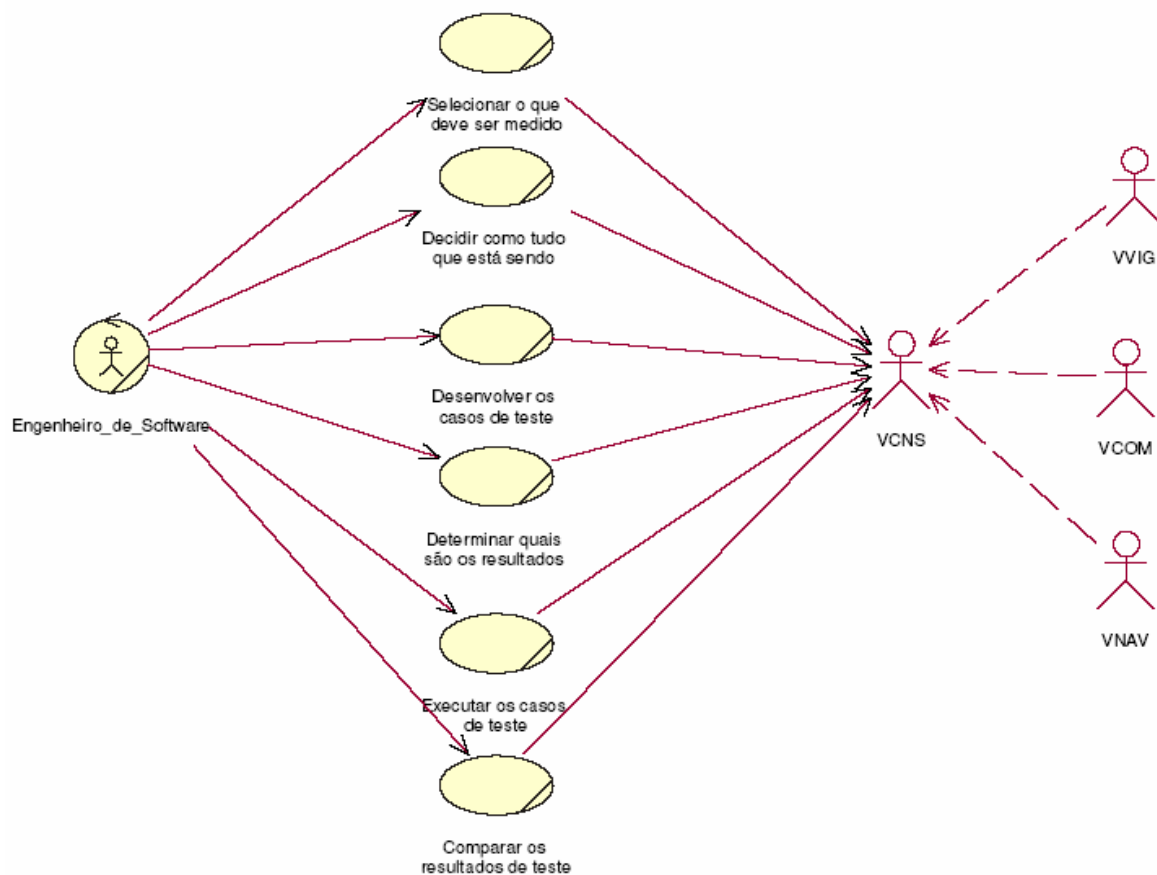 Selecionar o que
deve ser medido
Decidir como tudo
que está sendo
Desenvolver os
casos de teste
Engenheiro_de_Software
Determinar quais
são os resultados
Executar os casos
de teste
Comparar os
resultados de teste
VCNS
VVIG
VCOM
VNAV